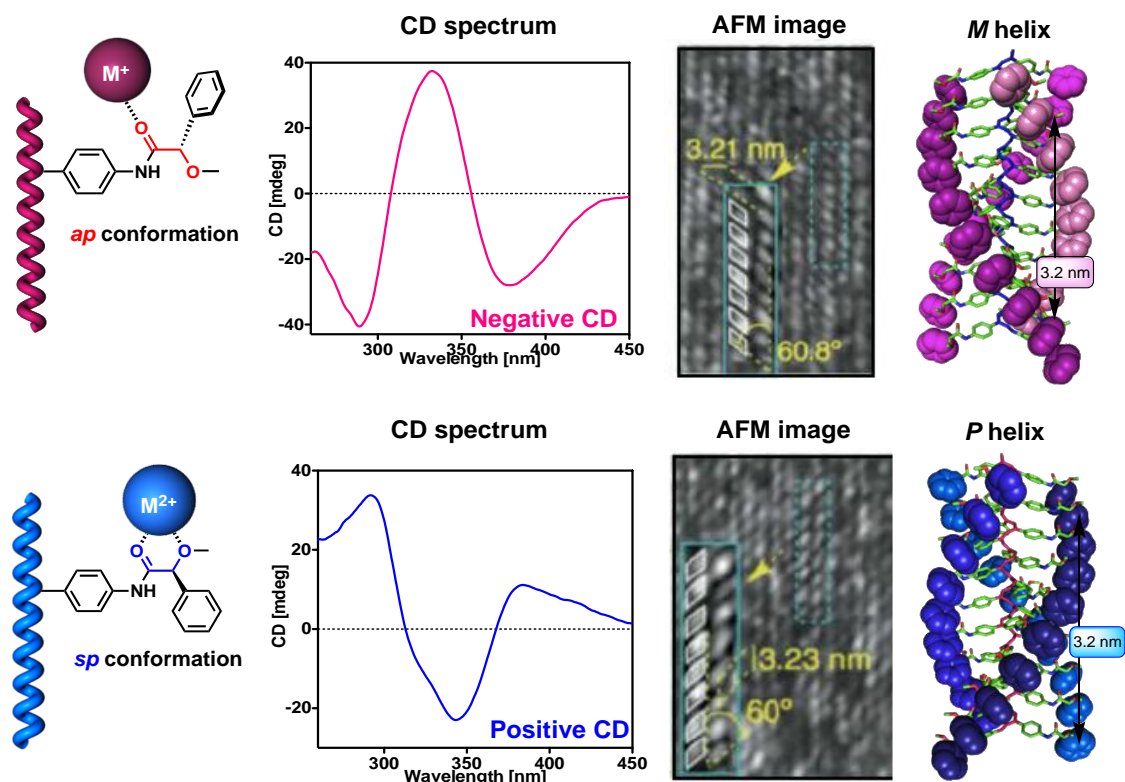 CD spectrum
AFM image
M helix
M⁺
O
NH
O
ap conformation
CD [mdeg]
40
20
0
-20
-40
300
350
400
450
Wavelength [nm]
Negative CD
3.21 nm
60.8º
3.2 nm
CD spectrum
AFM image
P helix
M²⁺
O
O
NH
sp conformation
CD [mdeg]
40
20
0
-20
300
350
400
450
Wavelength [nm]
Positive CD
3.23 nm
60º
3.2 nm